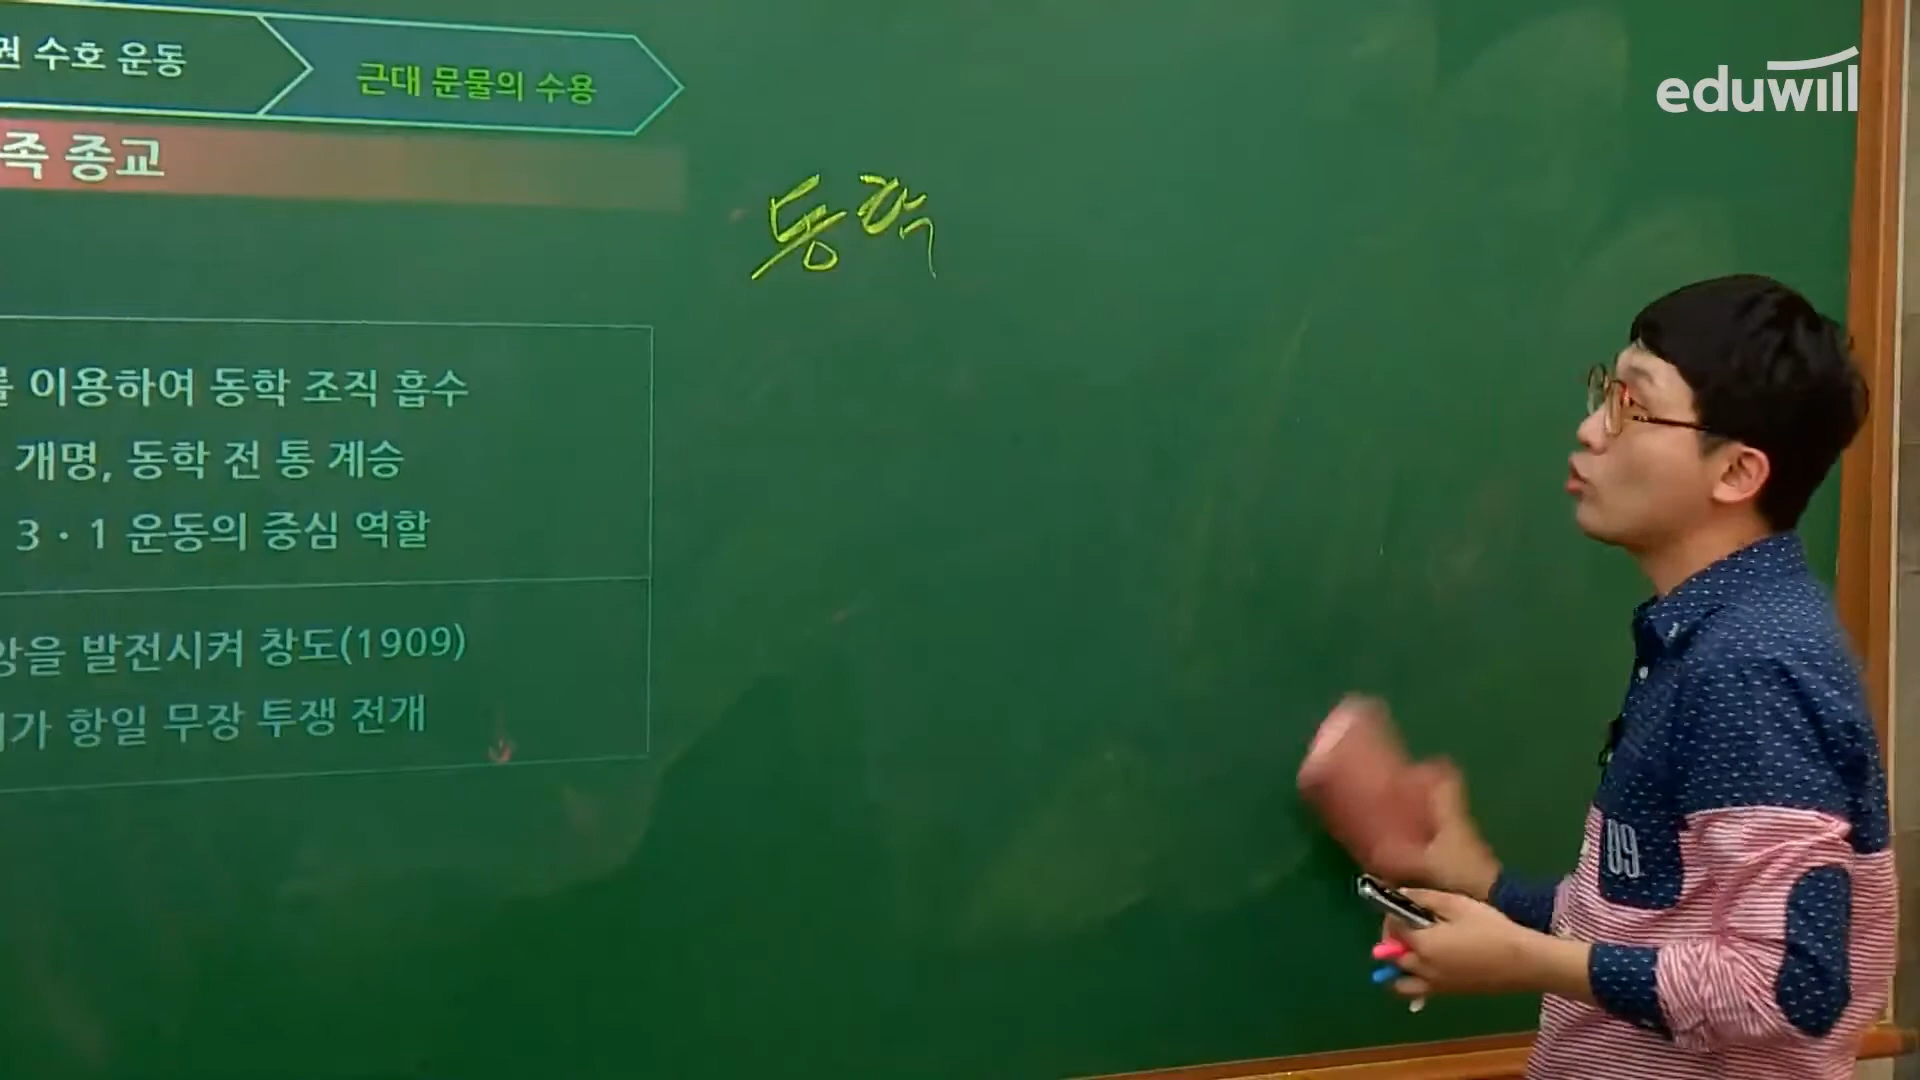 수호 운동
근대 문물의 수용
eduwill
족 종교
동학
를 이용하여 동학 조직 흡수
개명, 동학 전 통 계승
3·1 운동의 중심 역할
앙을 발전시켜 창도(1909)
가 항일 무장 투쟁 전개
09